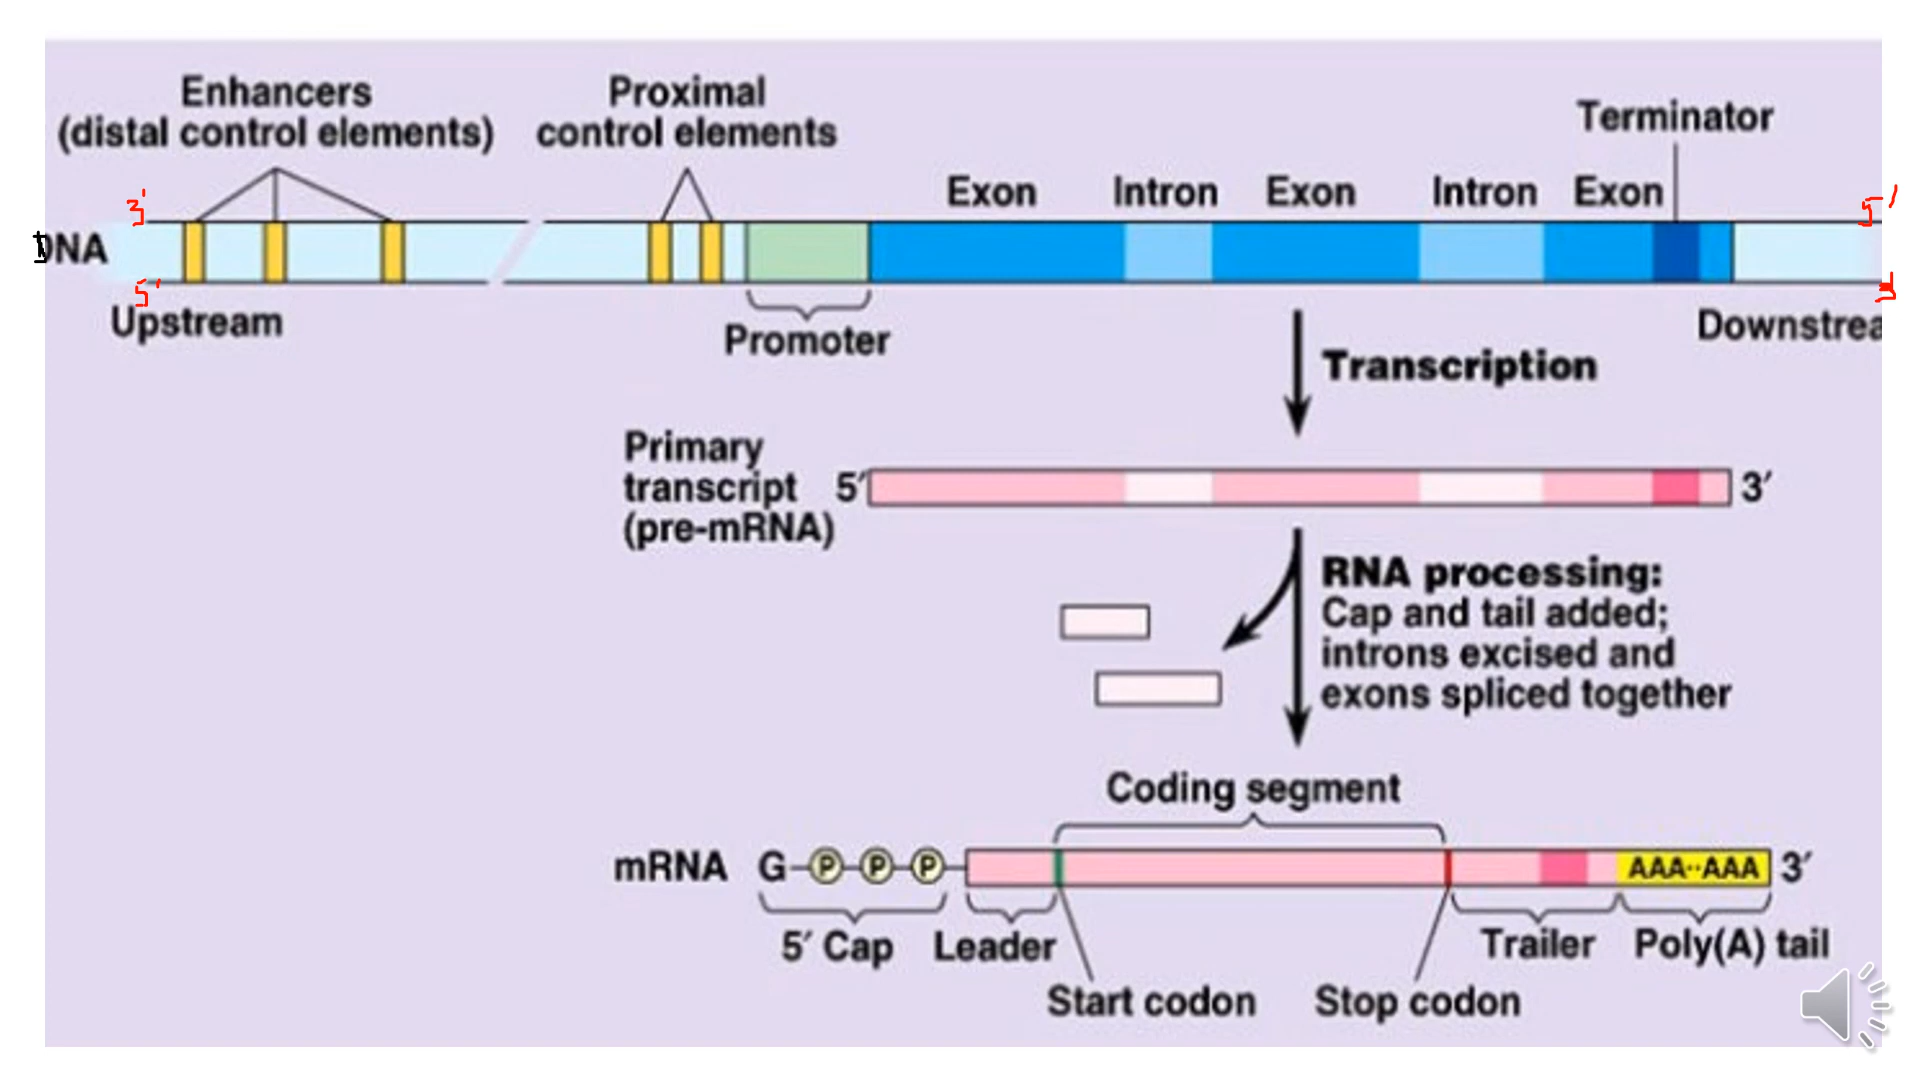 Enhancers
(distal control elements)
Proximal
control elements
Terminator
Exon
Intron
Exon
Intron
Exon
3'
5'
DNA
5'
3'
Upstream
Promoter
Downstrea
Transcription
Primary
transcript
(pre-mRNA)
5′
3′
RNA processing:
Cap and tail added;
introns excised and
exons spliced together
Coding segment
mRNA
G
P
P
P
AAA··AAA
3′
5′ Cap
Leader
Trailer
Poly(A) tail
Start codon
Stop codon